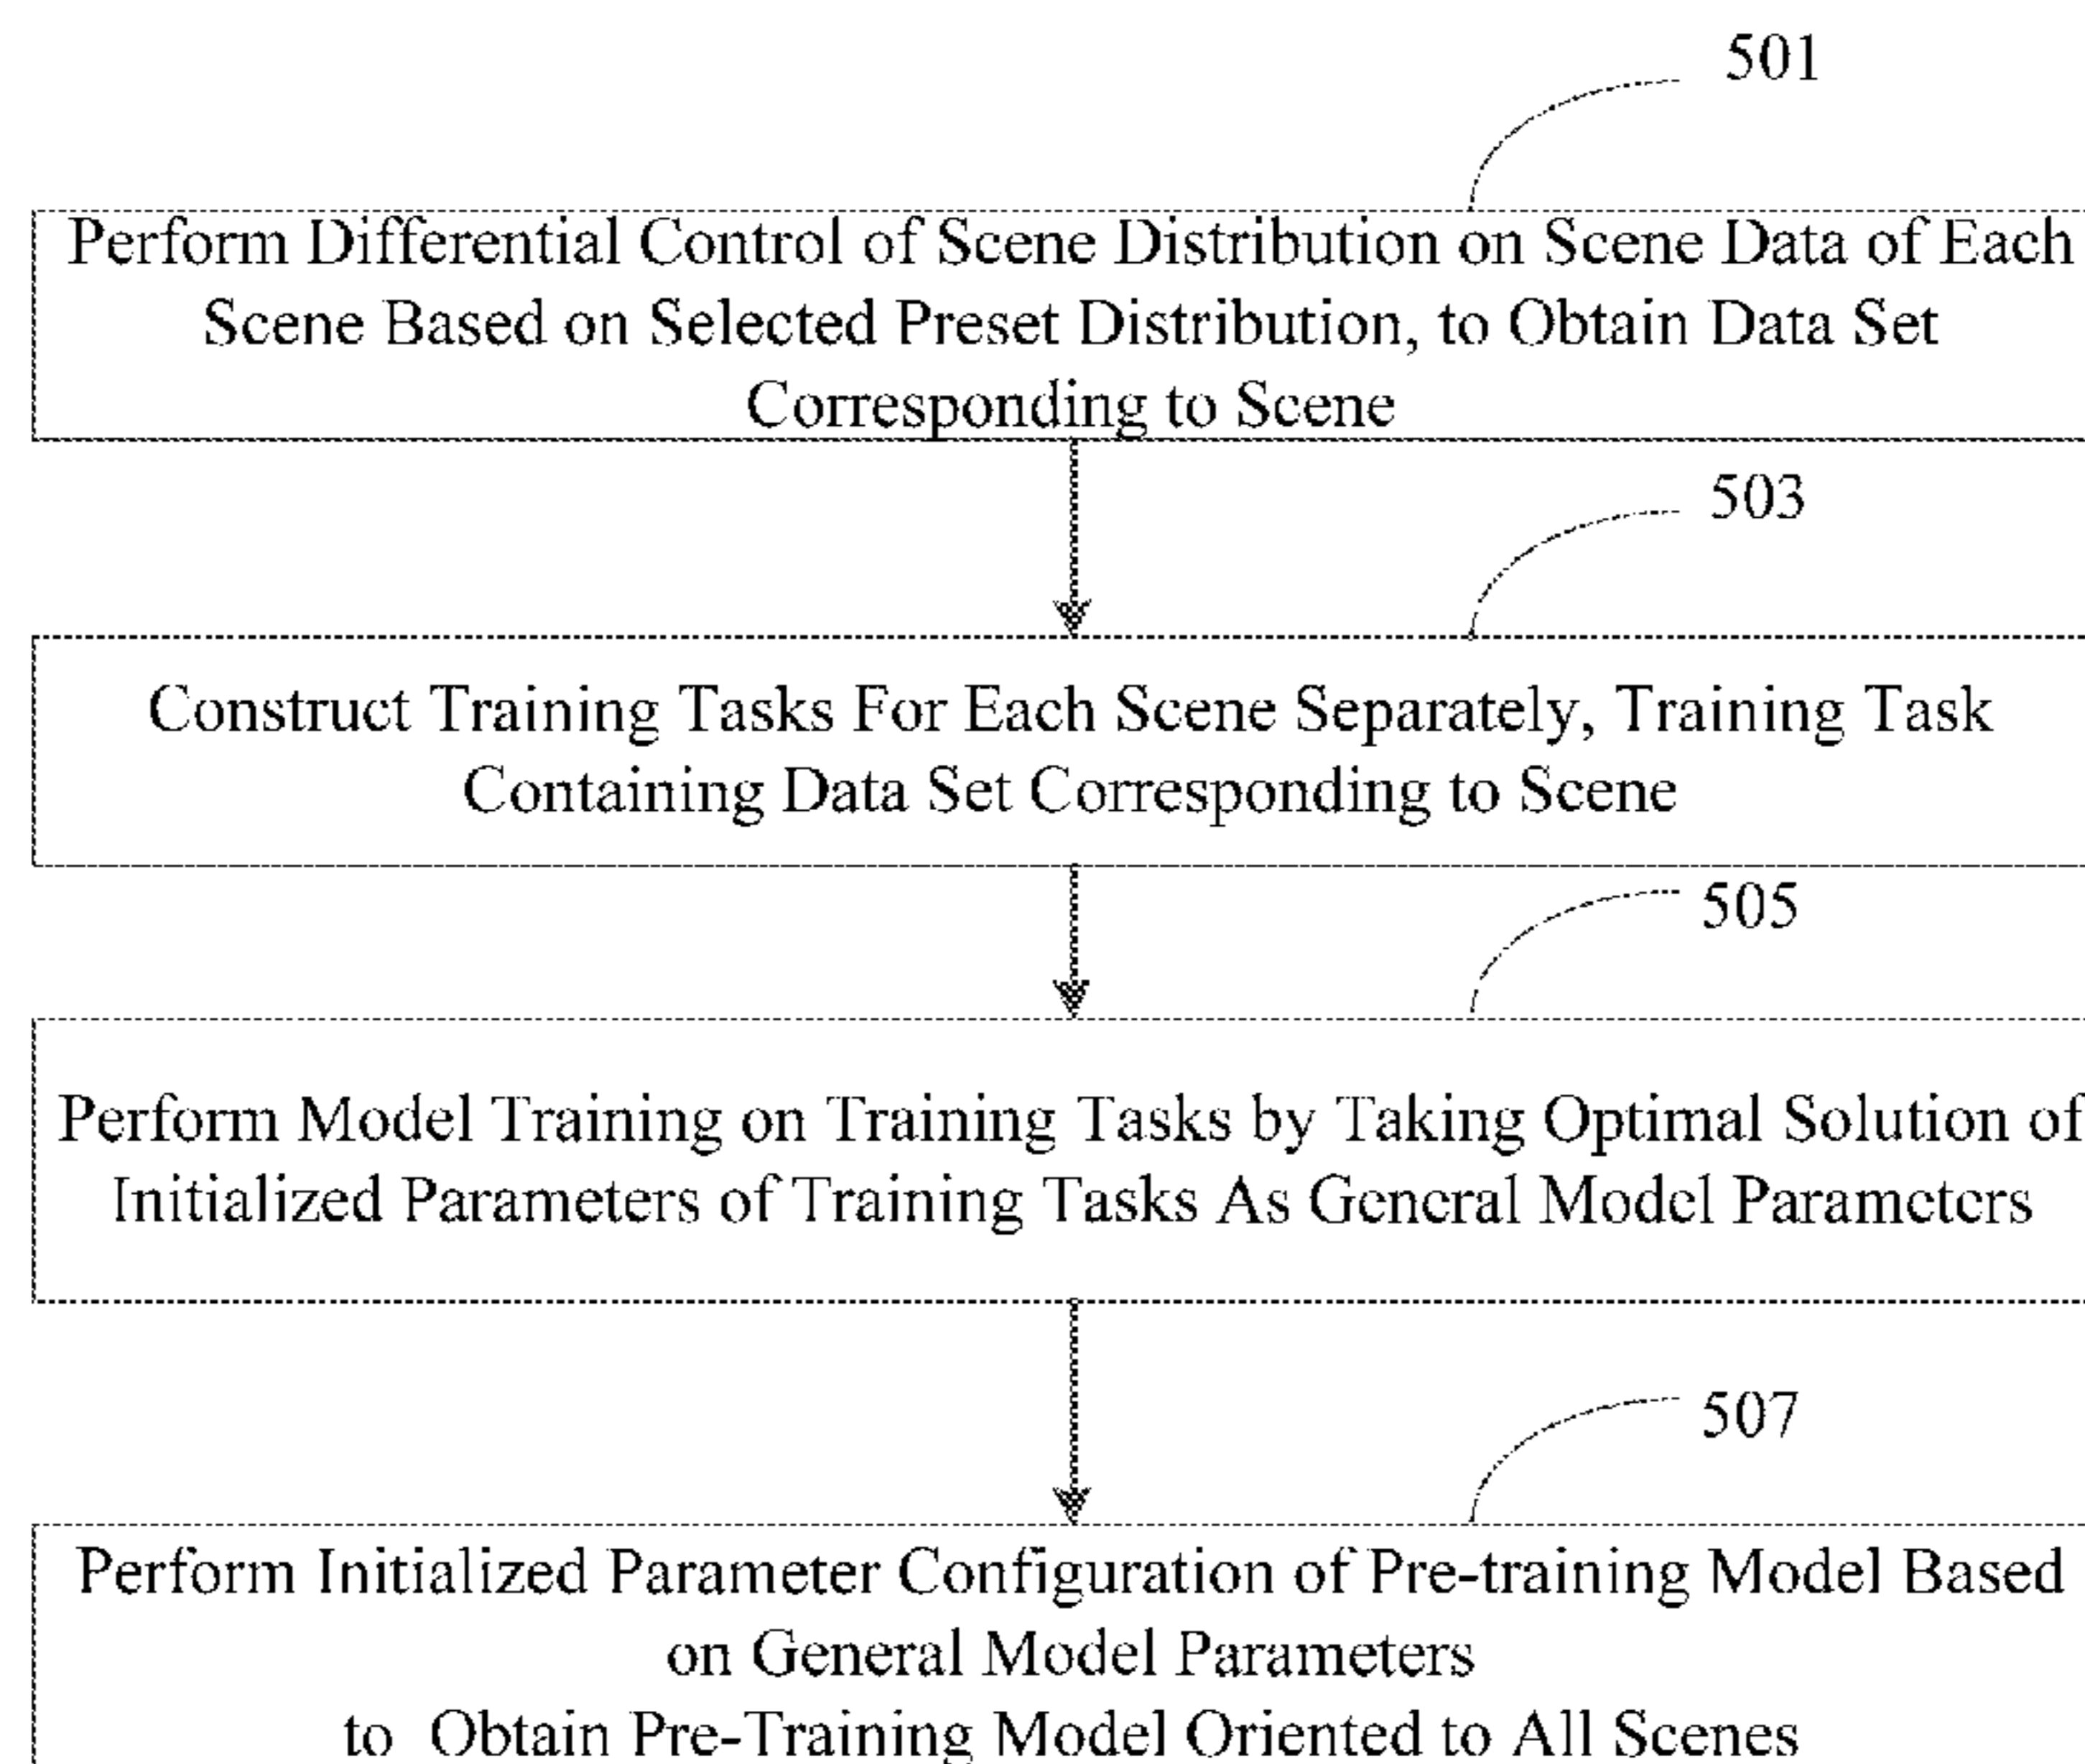 501
Perform Differential Control of Scene Distribution on Scene Data of Each
Scene Based on Selected Preset Distribution, to Obtain Data Set
Corresponding to Scene
503
Construct Training Tasks For Each Scene Separately, Training Task
Containing Data Set Corresponding to Scene
505
Perform Model Training on Training Tasks by Taking Optimal Solution of
Initialized Parameters of Training Tasks As General Model Parameters
507
Perform Initialized Parameter Configuration of Pre-training Model Based
on General Model Parameters
to Obtain Pre-Training Model Oriented to All Scenes